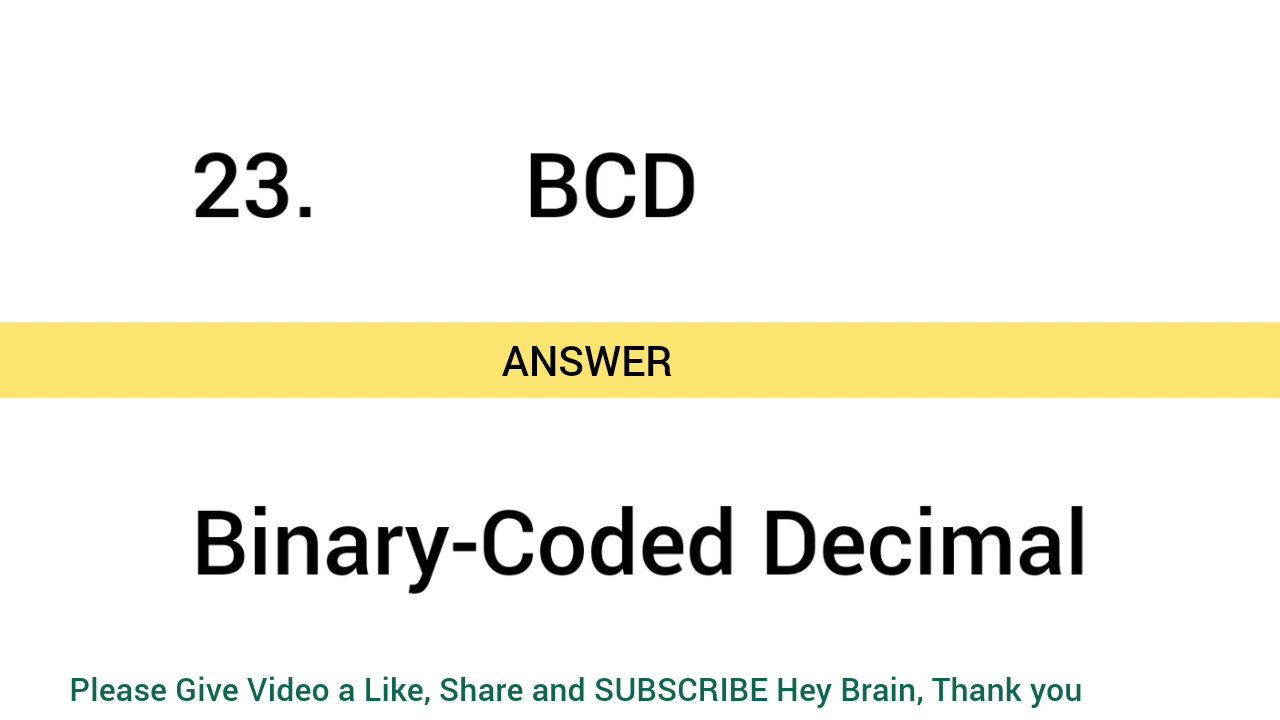 23. BCD
ANSWER
Binary-Coded Decimal
Please Give Video a Like, Share and SUBSCRIBE Hey Brain, Thank you